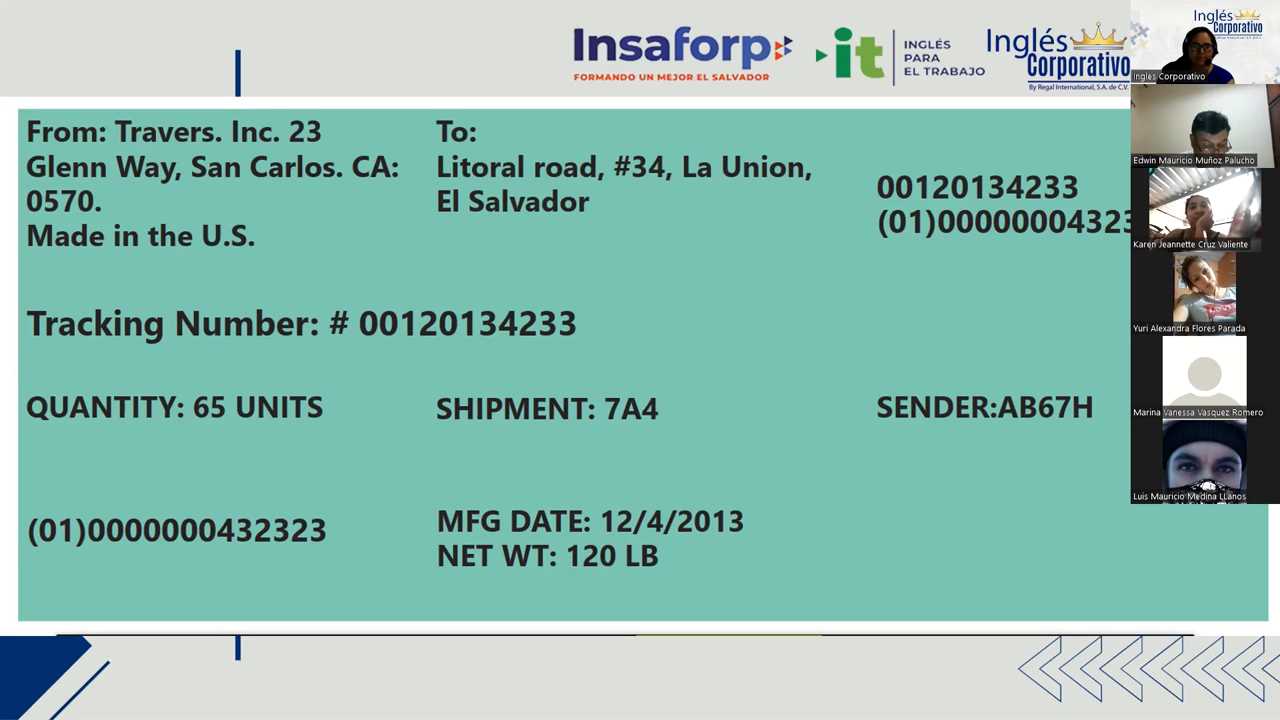 Insaforp
FORMANDO UN MEJOR EL SALVADOR
it
INGLÉS
PARA
EL TRABAJO
Inglés
Corporativo
By Regal International, S.A. de C.V.
From: Travers. Inc. 23
Glenn Way, San Carlos. CA:
0570.
Made in the U.S.
To:
Litoral road, #34, La Union,
El Salvador
00120134233
(01)00000004323
Tracking Number: # 00120134233
QUANTITY: 65 UNITS
SHIPMENT: 7A4
SENDER:AB67H
(01)0000000432323
MFG DATE: 12/4/2013
NET WT: 120 LB
Inglés
Corporativo
Ingles Corporativo
Edwin Mauricio Muñoz Palucho
Karen Jeannette Cruz Valiente
Yuri Alexandra Flores Parada
Marina Vanessa Vasquez Romero
Luis Mauricio Medina LLanos